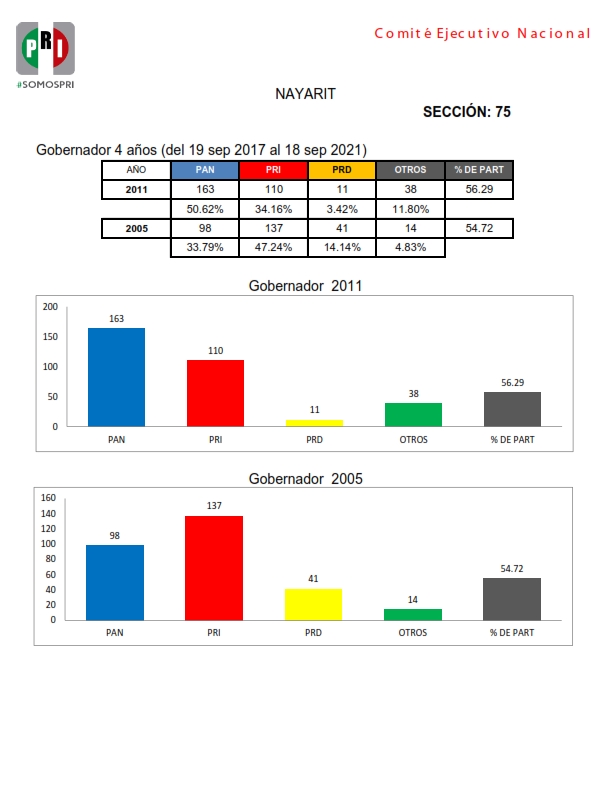 Comité Ejecutivo Nacional
PRI
#SOMOSPRI
NAYARIT
SECCIÓN: 75
Gobernador 4 años (del 19 sep 2017 al 18 sep 2021)
AÑO PAN PRI PRD OTROS % DE PART
2011 163 110 11 38 56.29
50.62% 34.16% 3.42% 11.80%
2005 98 137 41 14 54.72
33.79% 47.24% 14.14% 4.83%
Gobernador 2011
200
163
150
110
100
56.29
50
38
11
0
PAN PRI PRD OTROS % DE PART
Gobernador 2005
160
137
140
120
98
100
80
54.72
60
41
40
14
20
0
PAN PRI PRD OTROS % DE PART